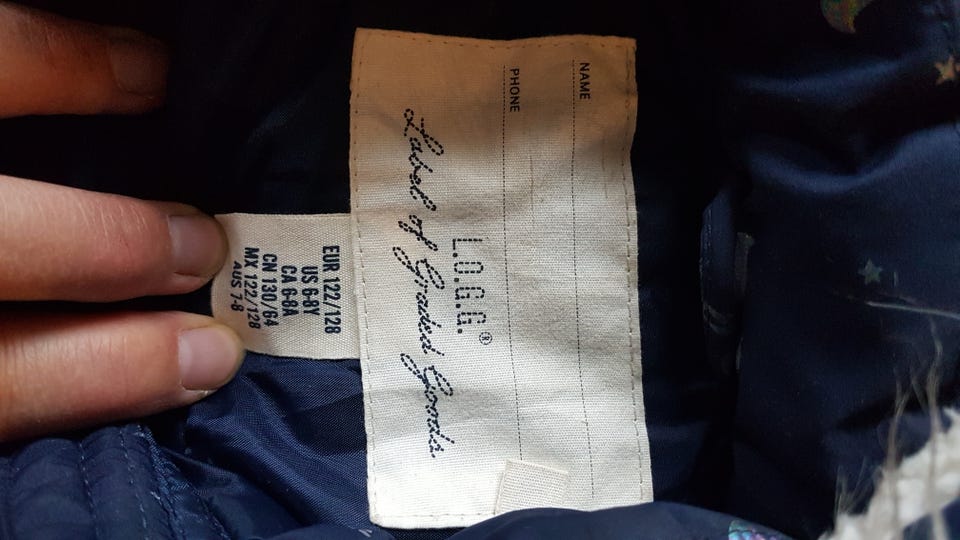 NAME
PHONE
L.O.G.G.®
Label of Graded Goods
EUR 122/128
US 6-8Y
CA 6-8A
CN 130/64
MX 122/128
AUS 7-8